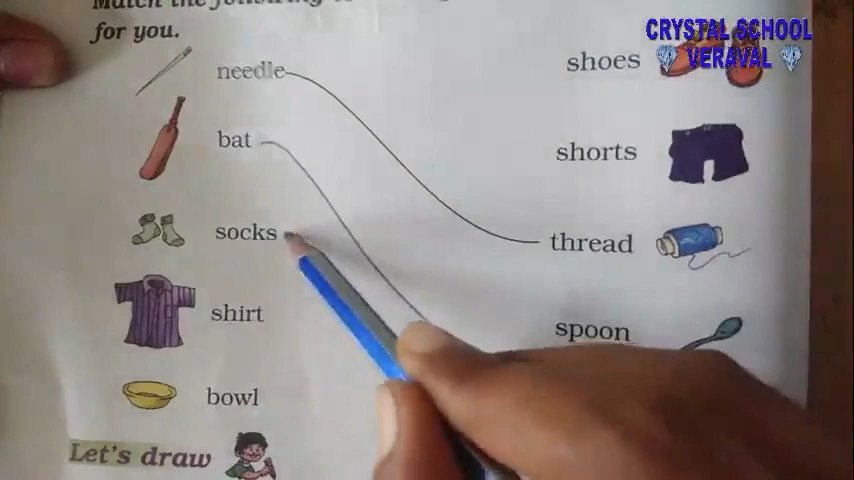 for you.
CRYSTAL SCHOOL
VERAVAL
needle
shoes
bat
shorts
socks
thread
shirt
spoon
bowl
Let's draw